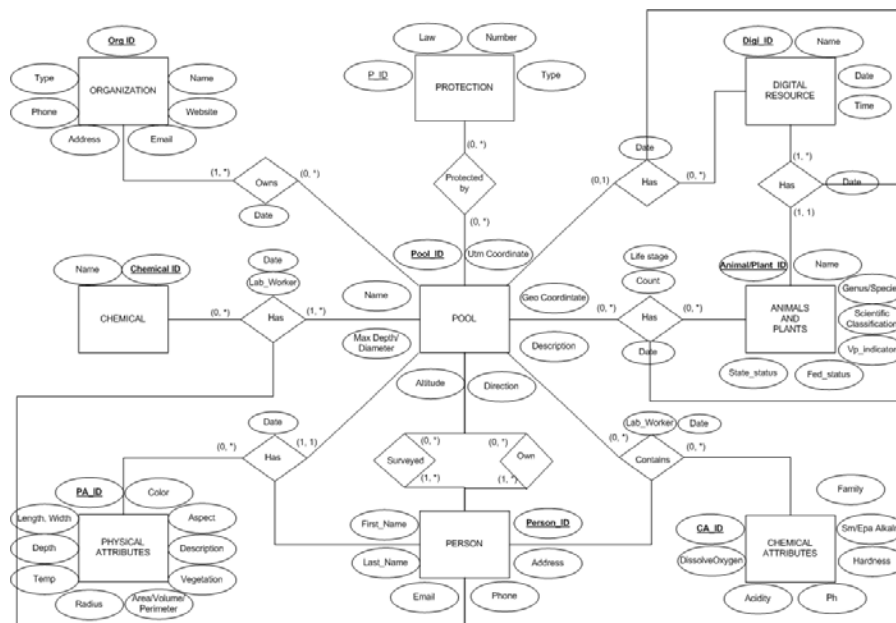 Org ID
Type
ORGANIZATION
Name
Phone
Website
Address
Email
Law
Number
P_ID
PROTECTION
Type
Digi_ID
Name
DIGITAL
RESOURCE
Date
Time
(1, *)
Owns
(0, *)
Date
(0, *)
Protected
by
(0, *)
Date
(0,1)
Has
(0, *)
(1, *)
Has
Date
(1, 1)
Name
Chemical ID
CHEMICAL
(0, *)
Date
Lab_Worker
Has
(1, *)
Pool_ID
Utm Coordinate
Name
POOL
Geo Coordintate
Max Depth/
Diameter
Description
Altitude
Direction
Life stage
Count
(0, *)
Has
(0, *)
Date
Animal/Plant_ID
Name
ANIMALS
AND
PLANTS
Genus/Specie
Scientific
Classification
Vp_indicator
State_status
Fed_status
Date
(0, *)
Has
(1, 1)
(0, *)
Surveyed
(1, *)
(0, *)
Own
(1, *)
Lab_Worker
Date
(0, *)
Contains
(0, *)
PA_ID
Color
Length, Width
PHYSICAL
ATTRIBUTES
Aspect
Depth
Description
Temp
Vegetation
Radius
Area/Volume/
Perimeter
First_Name
Person_ID
PERSON
Last_Name
Address
Email
Phone
Family
CA_ID
CHEMICAL
ATTRIBUTES
Sm/Epa Alkalin
DissolveOxygen
Hardness
Acidity
Ph